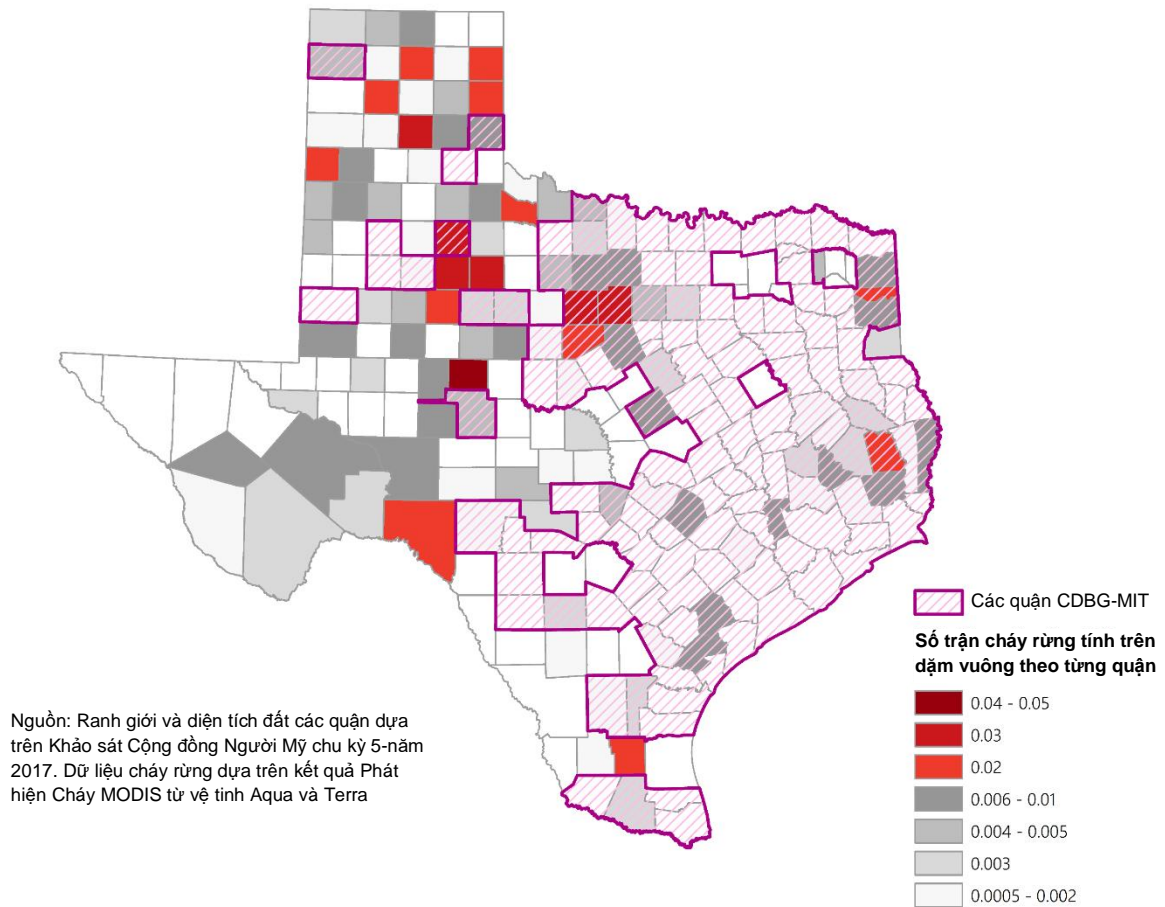 Các quận CDBG-MIT
Số trận cháy rừng tính trên
dặm vuông theo từng quận
0.04 - 0.05
0.03
0.02
0.006 - 0.01
0.004 - 0.005
0.003
0.0005 - 0.002
Nguồn: Ranh giới và diện tích đất các quận dựa
trên Khảo sát Cộng đồng Người Mỹ chu kỳ 5-năm
2017. Dữ liệu cháy rừng dựa trên kết quả Phát
hiện Cháy MODIS từ vệ tinh Aqua và Terra